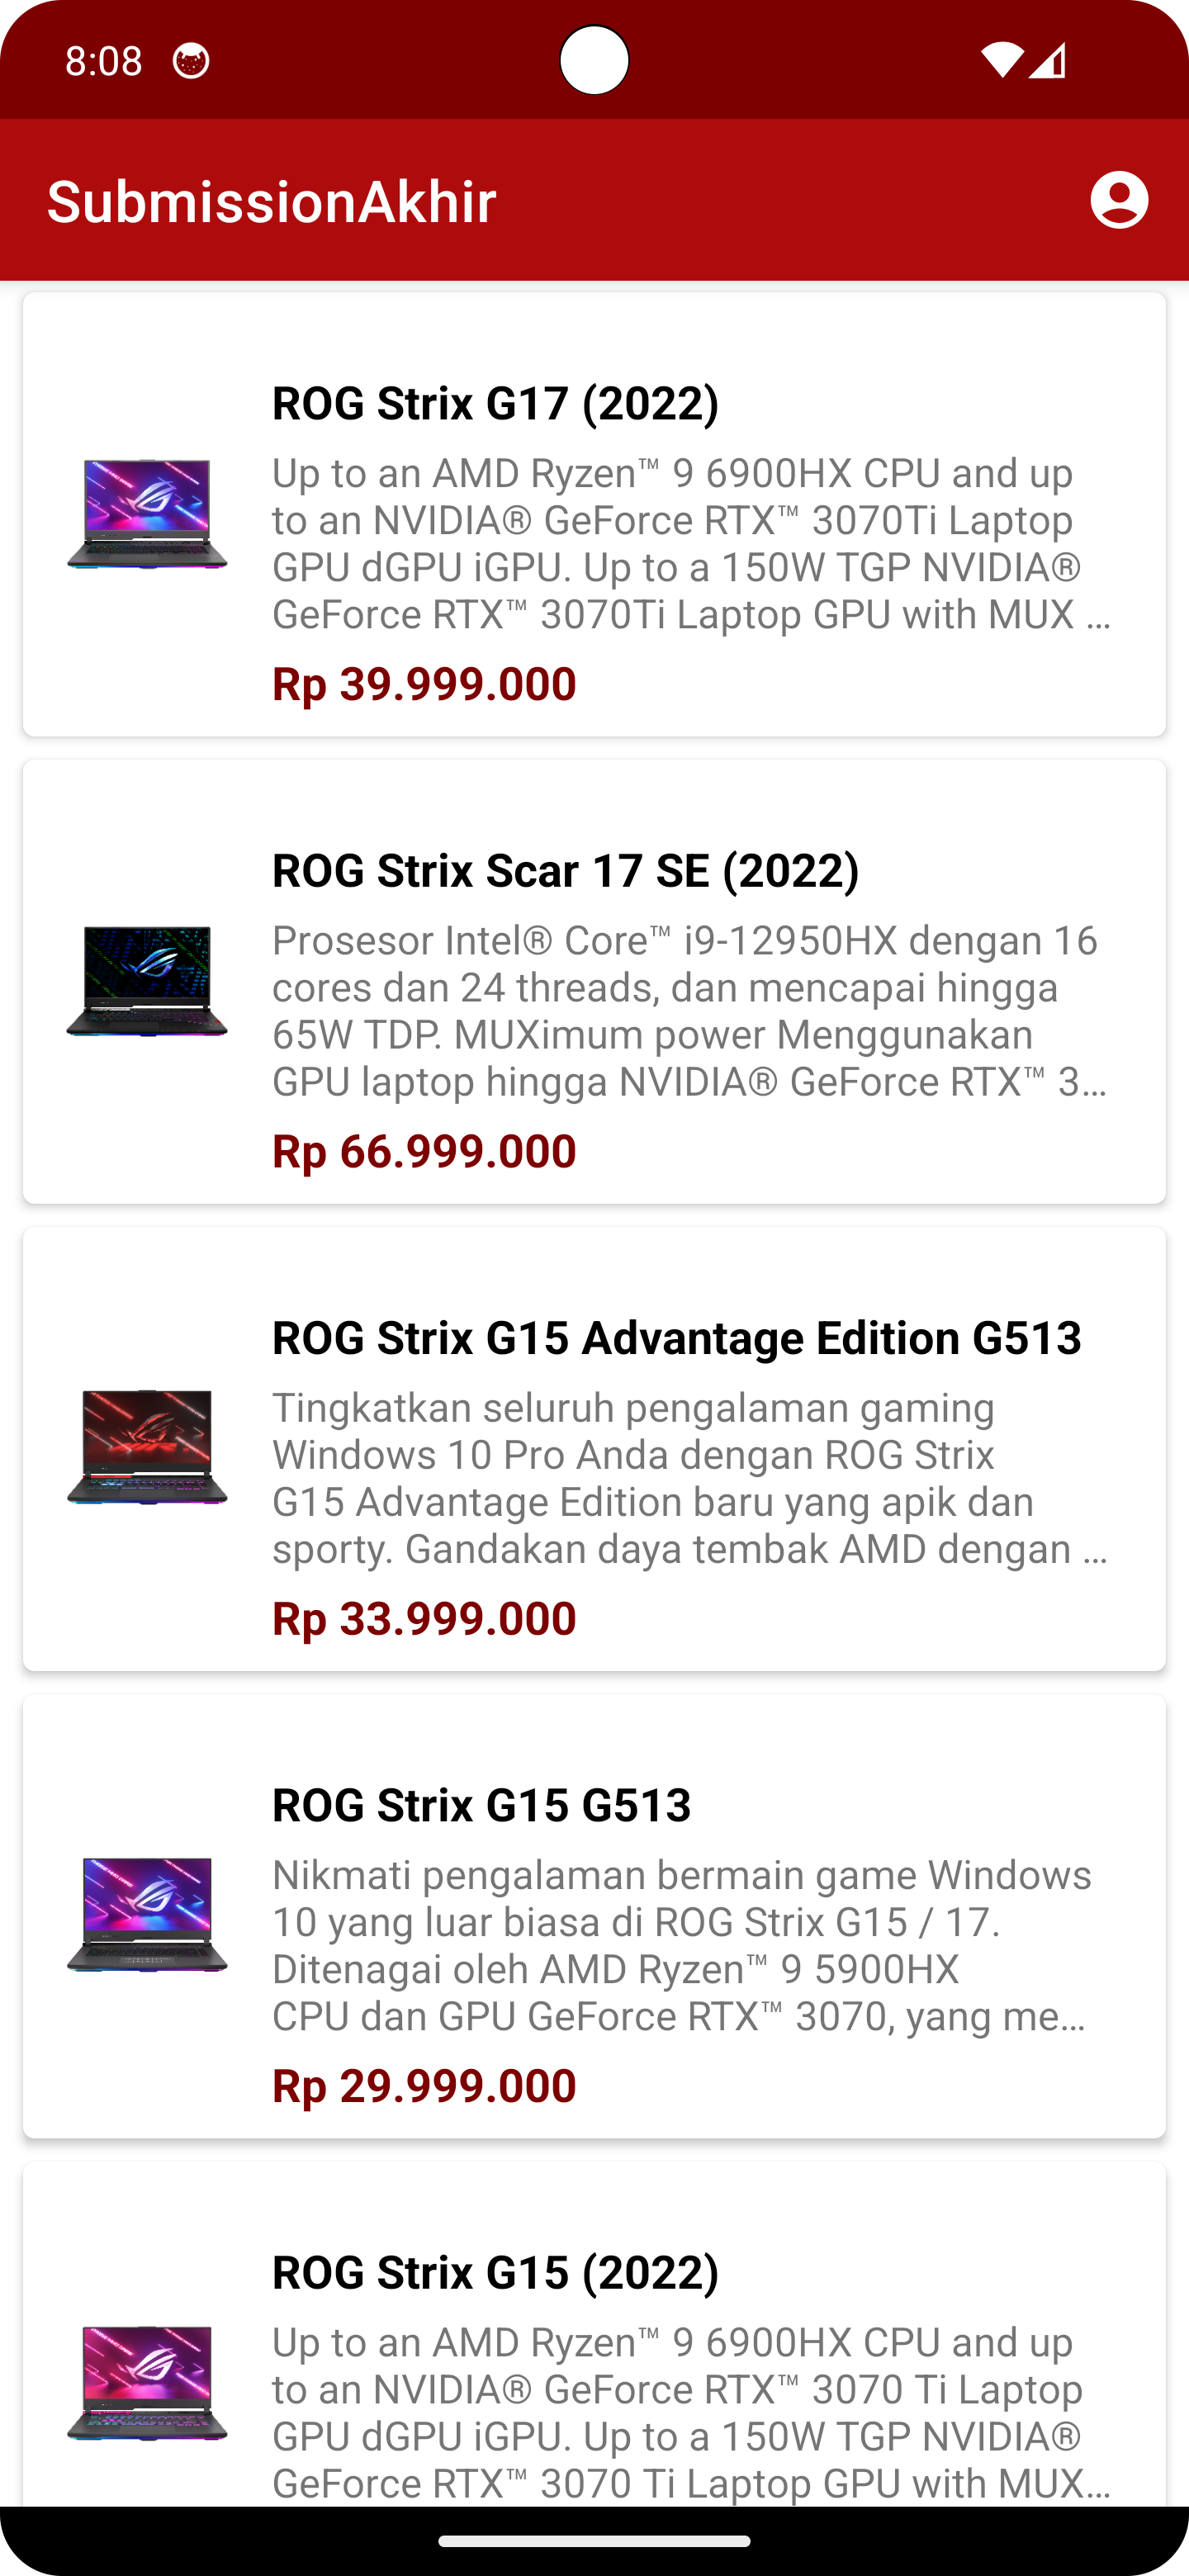 8:08
SubmissionAkhir
ROG Strix G17 (2022)
Up to an AMD Ryzen™ 9 6900HX CPU and up
to an NVIDIA® GeForce RTX™ 3070Ti Laptop
GPU dGPU iGPU. Up to a 150W TGP NVIDIA®
GeForce RTX™ 3070Ti Laptop GPU with MUX ...
Rp 39.999.000
ROG Strix Scar 17 SE (2022)
Prosesor Intel® Core™ i9-12950HX dengan 16
cores dan 24 threads, dan mencapai hingga
65W TDP. MUXimum power Menggunakan
GPU laptop hingga NVIDIA® GeForce RTX™ 3...
Rp 66.999.000
ROG Strix G15 Advantage Edition G513
Tingkatkan seluruh pengalaman gaming
Windows 10 Pro Anda dengan ROG Strix
G15 Advantage Edition baru yang apik dan
sporty. Gandakan daya tembak AMD dengan ...
Rp 33.999.000
ROG Strix G15 G513
Nikmati pengalaman bermain game Windows
10 yang luar biasa di ROG Strix G15 / 17.
Ditenagai oleh AMD Ryzen™ 9 5900HX
CPU dan GPU GeForce RTX™ 3070, yang me...
Rp 29.999.000
ROG Strix G15 (2022)
Up to an AMD Ryzen™ 9 6900HX CPU and up
to an NVIDIA® GeForce RTX™ 3070 Ti Laptop
GPU dGPU iGPU. Up to a 150W TGP NVIDIA®
GeForce RTX™ 3070 Ti Laptop GPU with MUX...